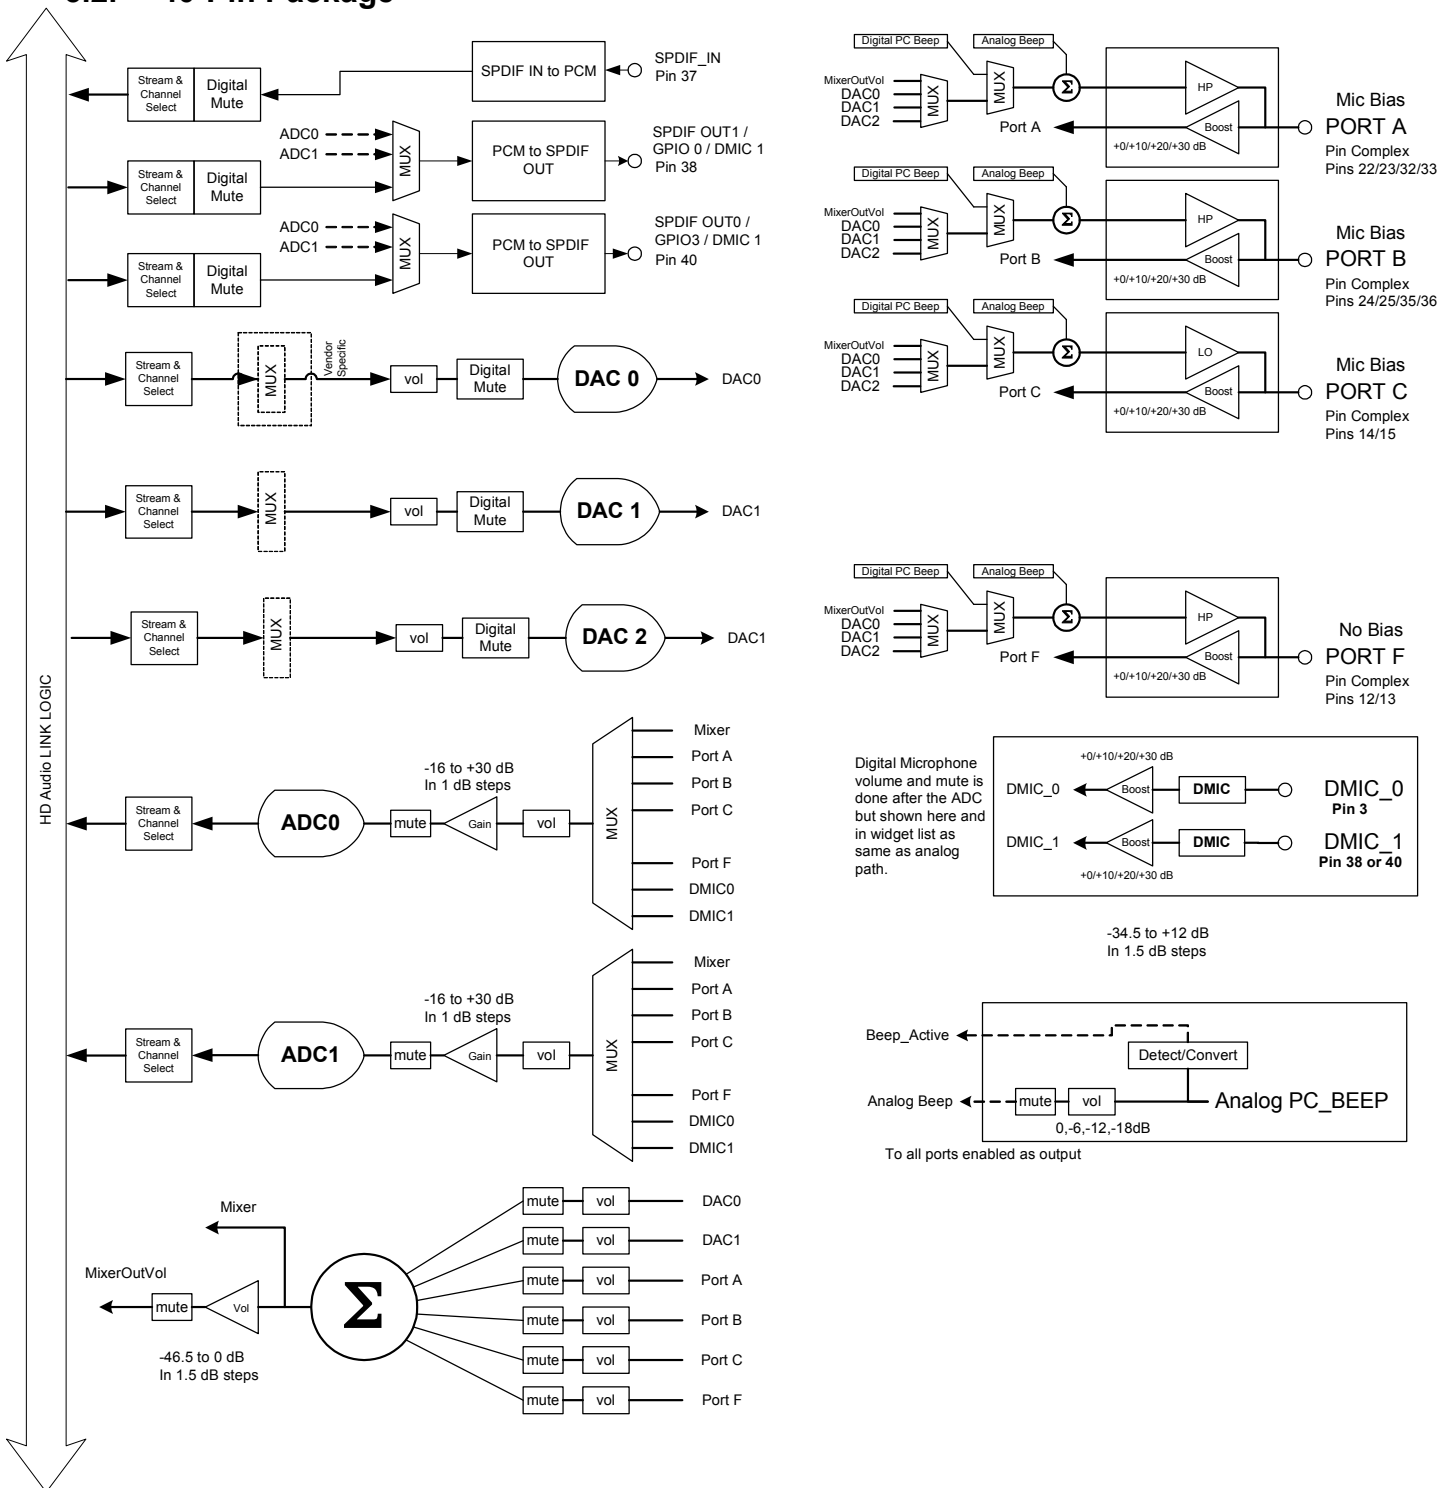 HD Audio LINK LOGIC
Stream &
Channel
Select
Digital
Mute
SPDIF IN to PCM
SPDIF_IN
Pin 37
ADC0
ADC1
Stream &
Channel
Select
Digital
Mute
MUX
PCM to SPDIF
OUT
SPDIF OUT1 /
GPIO 0 / DMIC 1
Pin 38
ADC0
ADC1
Stream &
Channel
Select
Digital
Mute
MUX
PCM to SPDIF
OUT
SPDIF OUT0 /
GPIO3 / DMIC 1
Pin 40
Stream &
Channel
Select
MUX
Vendor
Specific
vol
Digital
Mute
DAC 0
DAC0
Stream &
Channel
Select
MUX
vol
Digital
Mute
DAC 1
DAC1
Stream &
Channel
Select
MUX
vol
Digital
Mute
DAC 2
DAC1
Stream &
Channel
Select
ADC0
mute
-16 to +30 dB
In 1 dB steps
Gain
vol
MUX
Mixer
Port A
Port B
Port C
Port F
DMIC0
DMIC1
Stream &
Channel
Select
ADC1
mute
-16 to +30 dB
In 1 dB steps
Gain
vol
MUX
Mixer
Port A
Port B
Port C
Port F
DMIC0
DMIC1
Mixer
MixerOutVol
mute
Vol
-46.5 to 0 dB
In 1.5 dB steps
Σ
mute vol DAC0
mute vol DAC1
mute vol Port A
mute vol Port B
mute vol Port C
mute vol Port F
Digital PC Beep
Analog Beep
MixerOutVol
DAC0
DAC1
DAC2
MUX
MUX
Σ
HP
Port A
Boost
+0/+10/+20/+30 dB
Mic Bias
PORT A
Pin Complex
Pins 22/23/32/33
Digital PC Beep
Analog Beep
MixerOutVol
DAC0
DAC1
DAC2
MUX
MUX
Σ
HP
Port B
Boost
+0/+10/+20/+30 dB
Mic Bias
PORT B
Pin Complex
Pins 24/25/35/36
Digital PC Beep
Analog Beep
MixerOutVol
DAC0
DAC1
DAC2
MUX
MUX
Σ
LO
Port C
Boost
+0/+10/+20/+30 dB
Mic Bias
PORT C
Pin Complex
Pins 14/15
Digital PC Beep
Analog Beep
MixerOutVol
DAC0
DAC1
DAC2
MUX
MUX
Σ
HP
Port F
Boost
+0/+10/+20/+30 dB
No Bias
PORT F
Pin Complex
Pins 12/13
Digital Microphone
volume and mute is
done after the ADC
but shown here and
in widget list as
same as analog
path.
+0/+10/+20/+30 dB
DMIC_0
Boost
DMIC
DMIC_0
Pin 3
DMIC_1
Boost
DMIC
DMIC_1
Pin 38 or 40
+0/+10/+20/+30 dB
-34.5 to +12 dB
In 1.5 dB steps
Beep_Active
Detect/Convert
Analog Beep
mute
vol
Analog PC_BEEP
0,-6,-12,-18dB
To all ports enabled as output